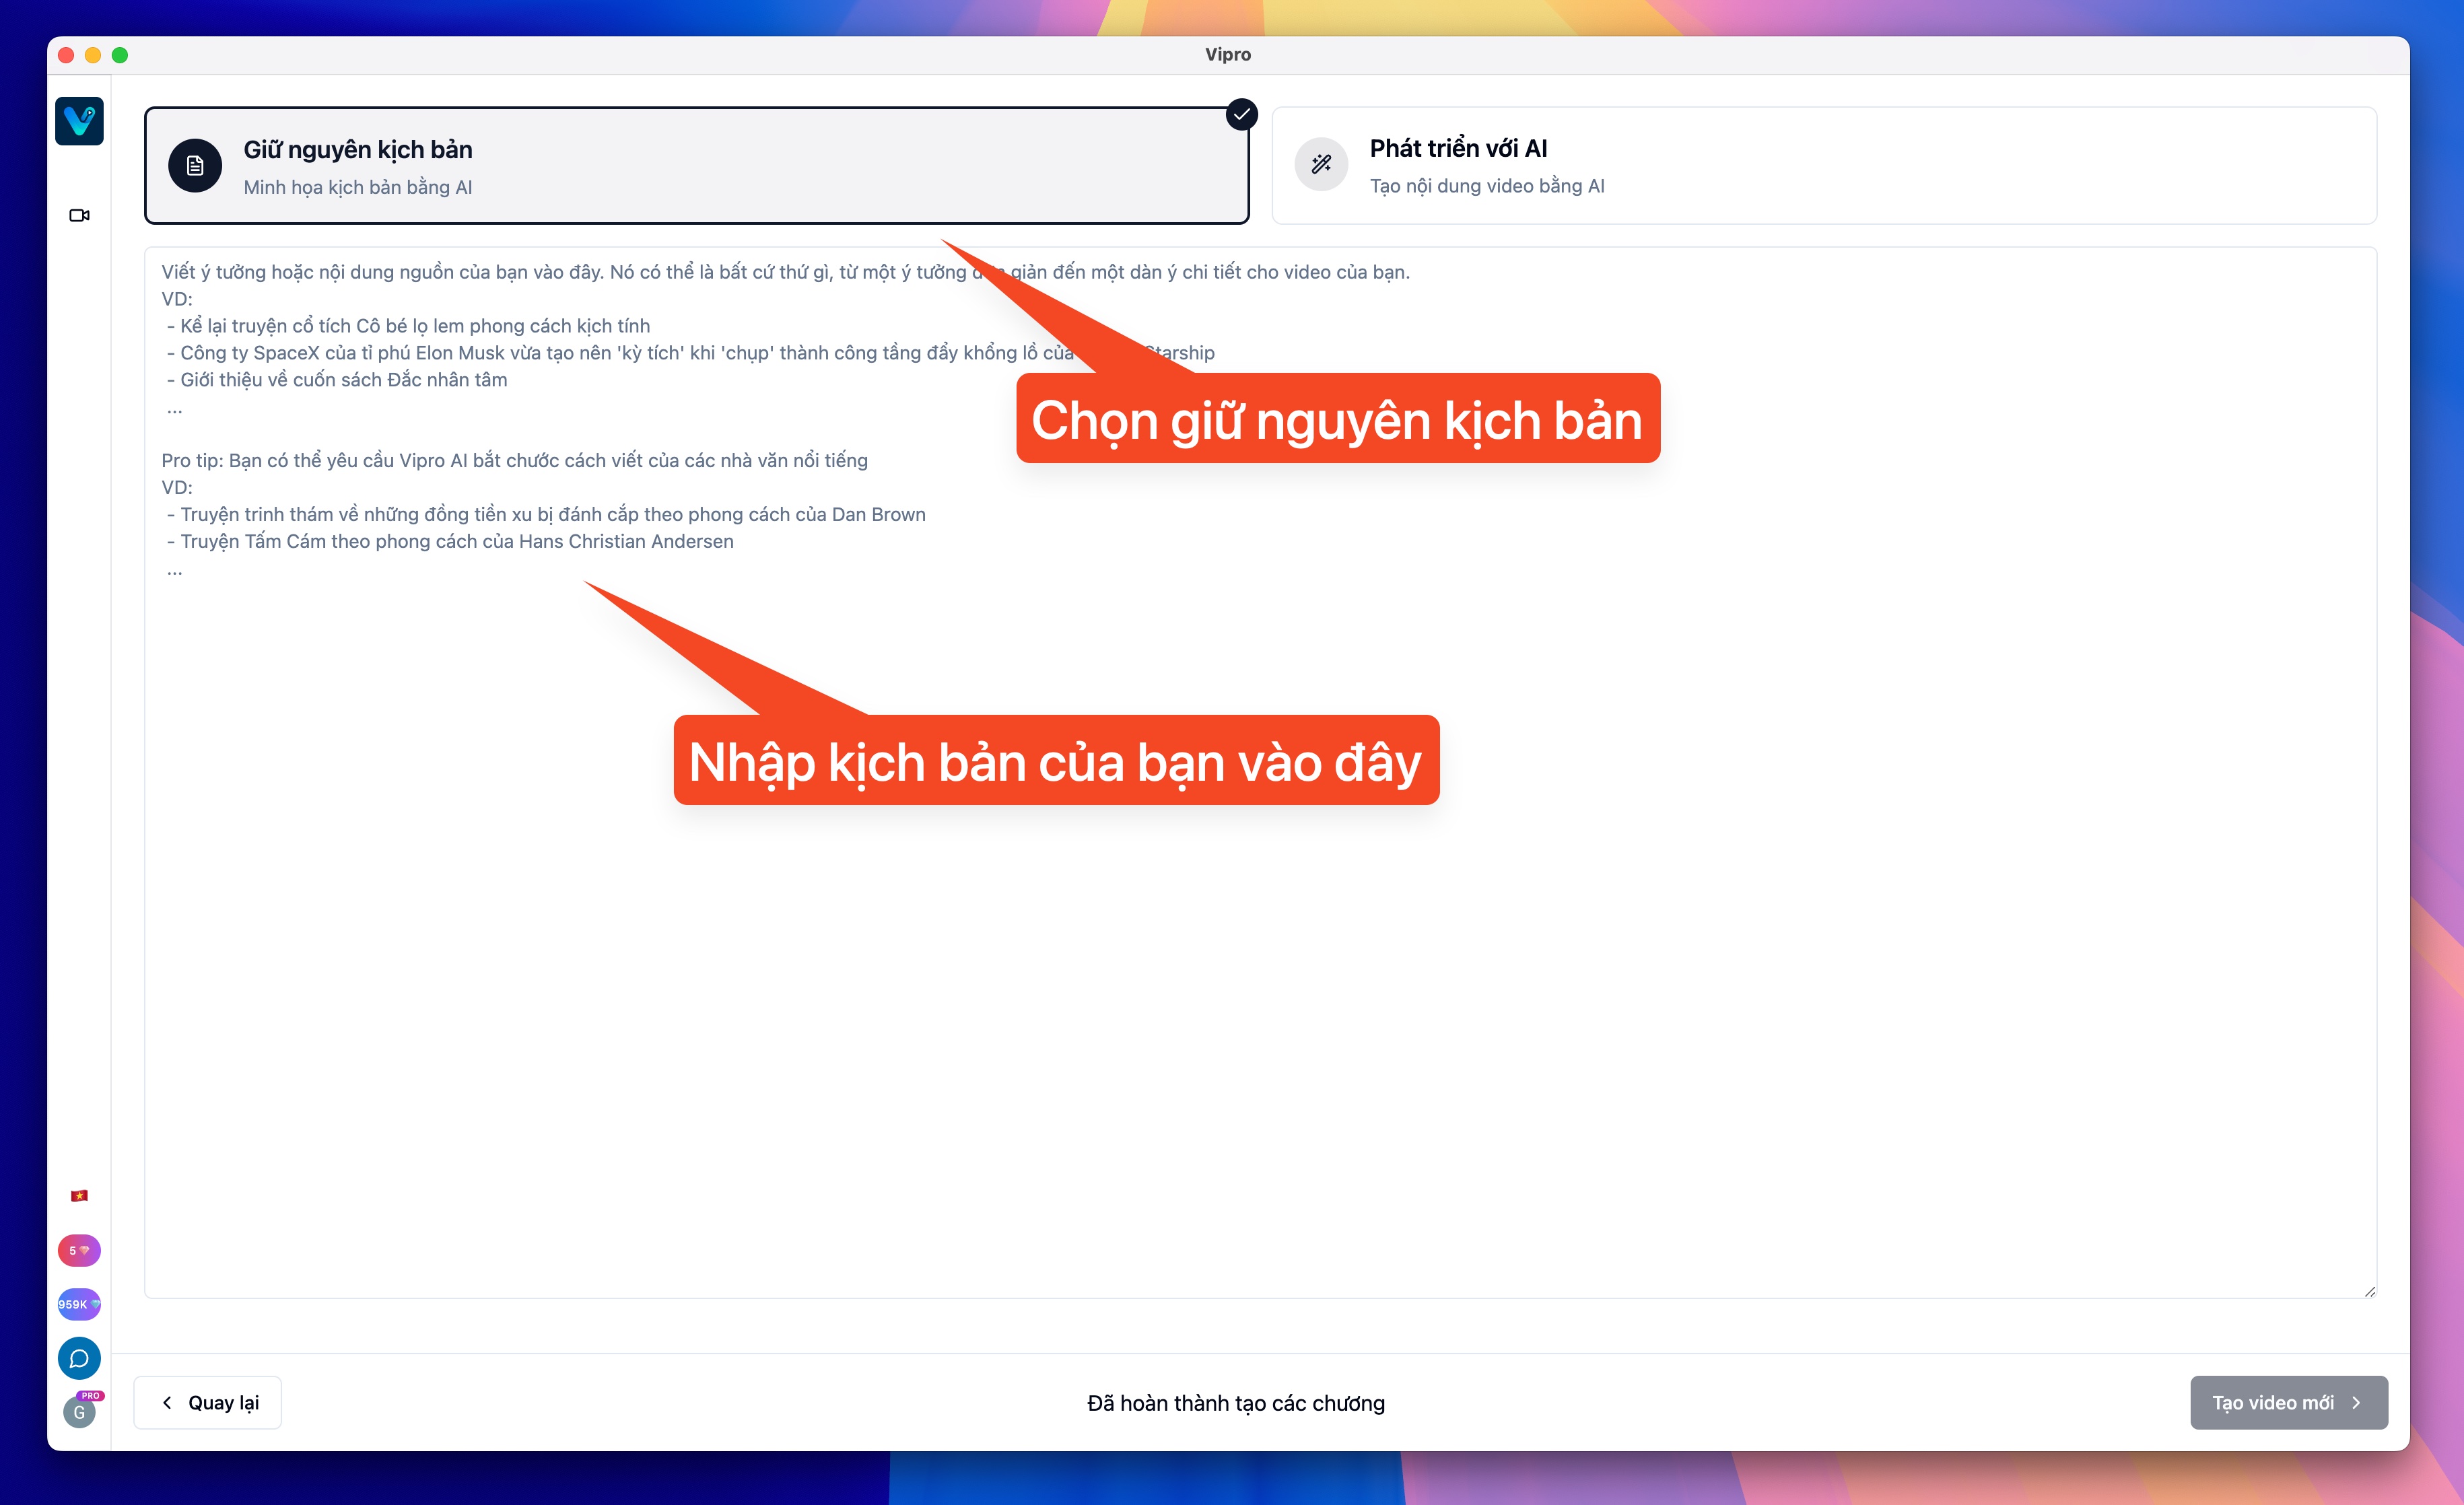 Vipro
Giữ nguyên kịch bản
Minh họa kịch bản bằng AI
Phát triển với AI
Tạo nội dung video bằng AI
Viết ý tưởng hoặc nội dung nguồn của bạn vào đây. Nó có thể là bất cứ thứ gì, từ một ý tưởng giản đến một dàn ý chi tiết cho video của bạn.
VD:
- Kể lại truyện cổ tích Cô bé lọ lem phong cách kịch tính
- Công ty SpaceX của tỉ phú Elon Musk vừa tạo nên 'kỳ tích' khi 'chụp' thành công tầng đẩy khổng lồ của Starship
- Giới thiệu về cuốn sách Đắc nhân tâm
...
Chọn giữ nguyên kịch bản
Pro tip: Bạn có thể yêu cầu Vipro AI bắt chước cách viết của các nhà văn nổi tiếng
VD:
- Truyện trinh thám về những đồng tiền xu bị đánh cắp theo phong cách của Dan Brown
- Truyện Tấm Cám theo phong cách của Hans Christian Andersen
...
Nhập kịch bản của bạn vào đây
5
959K
PRO
G
Quay lại
Đã hoàn thành tạo các chương
Tạo video mới